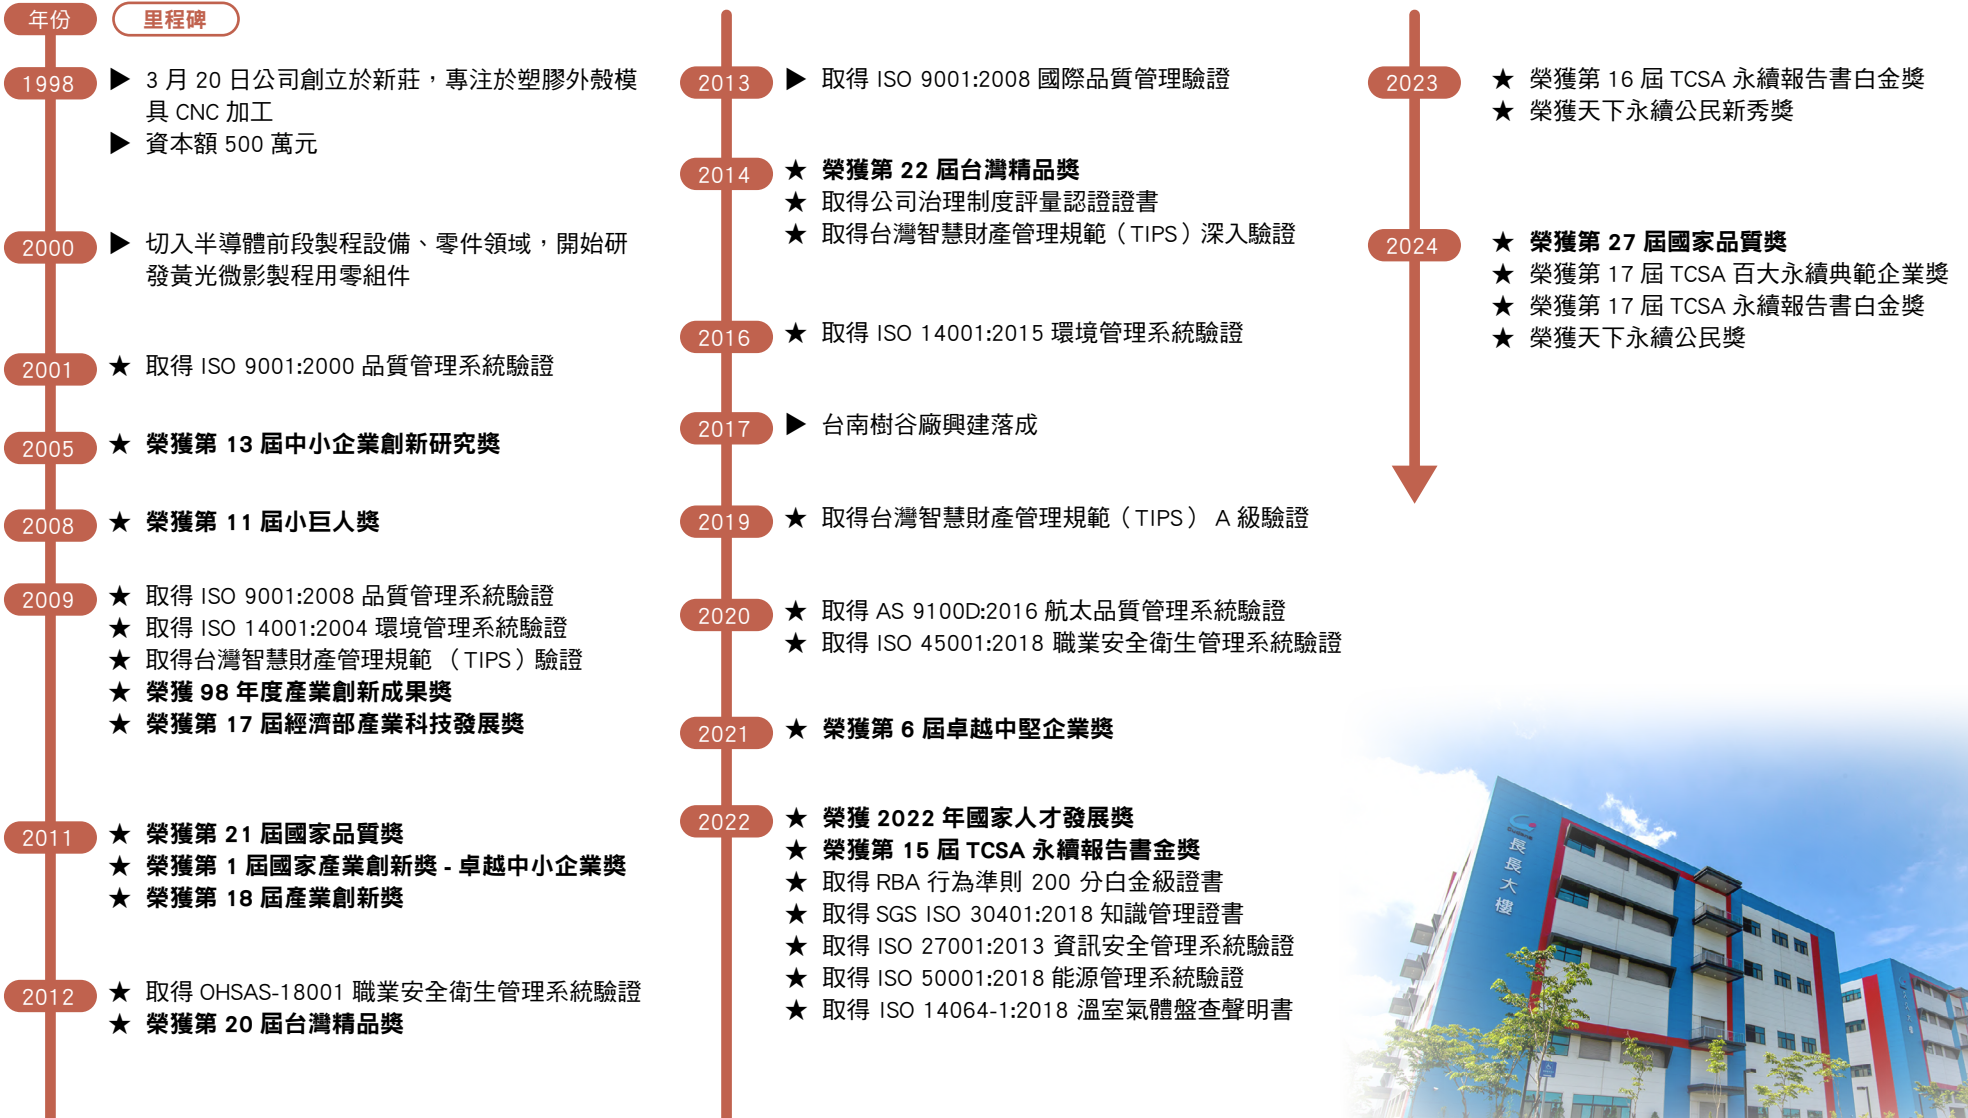 年份
里程碑
1998
▶ 3 月 20 日公司創立於新莊，專注於塑膠外殼模
具 CNC 加工
▶ 資本額 500 萬元
2000
▶ 切入半導體前段製程設備、零件領域，開始研
發黃光微影製程用零組件
2001
★ 取得 ISO 9001:2000 品質管理系統驗證
2005
★ 榮獲第 13 屆中小企業創新研究獎
2008
★ 榮獲第 11 屆小巨人獎
2009
★ 取得 ISO 9001:2008 品質管理系統驗證
★ 取得 ISO 14001:2004 環境管理系統驗證
★ 取得台灣智慧財產管理規範 （TIPS）驗證
★ 榮獲 98 年度產業創新成果獎
★ 榮獲第 17 屆經濟部產業科技發展獎
2011
★ 榮獲第 21 屆國家品質獎
★ 榮獲第 1 屆國家產業創新獎 - 卓越中小企業獎
★ 榮獲第 18 屆產業創新獎
2012
★ 取得 OHSAS-18001 職業安全衛生管理系統驗證
★ 榮獲第 20 屆台灣精品獎
2013
▶ 取得 ISO 9001:2008 國際品質管理驗證
2014
★ 榮獲第 22 屆台灣精品獎
★ 取得公司治理制度評量認證證書
★ 取得台灣智慧財產管理規範（TIPS）深入驗證
2016
★ 取得 ISO 14001:2015 環境管理系統驗證
2017
▶ 台南樹谷廠興建落成
2019
★ 取得台灣智慧財產管理規範（TIPS） A 級驗證
2020
★ 取得 AS 9100D:2016 航太品質管理系統驗證
★ 取得 ISO 45001:2018 職業安全衛生管理系統驗證
2021
★ 榮獲第 6 屆卓越中堅企業獎
2022
★ 榮獲 2022 年國家人才發展獎
★ 榮獲第 15 屆 TCSA 永續報告書金獎
★ 取得 RBA 行為準則 200 分白金級證書
★ 取得 SGS ISO 30401:2018 知識管理證書
★ 取得 ISO 27001:2013 資訊安全管理系統驗證
★ 取得 ISO 50001:2018 能源管理系統驗證
★ 取得 ISO 14064-1:2018 溫室氣體盤查聲明書
2023
★ 榮獲第 16 屆 TCSA 永續報告書白金獎
★ 榮獲天下永續公民新秀獎
2024
★ 榮獲第 27 屆國家品質獎
★ 榮獲第 17 屆 TCSA 百大永續典範企業獎
★ 榮獲第 17 屆 TCSA 永續報告書白金獎
★ 榮獲天下永續公民獎
長長大樓